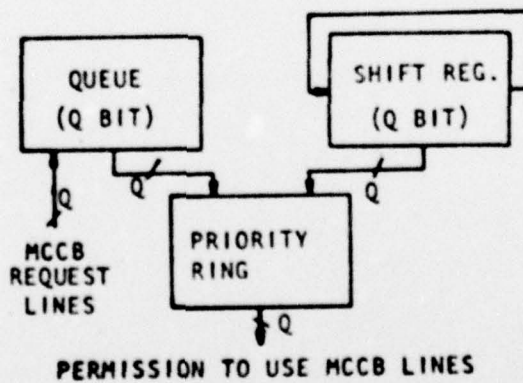 QUEUE
(Q BIT)
SHIFT REG.
(Q BIT)
Q
Q
Q
MCCB
REQUEST
LINES
PRIORITY
RING
Q
PERMISSION TO USE MCCB LINES